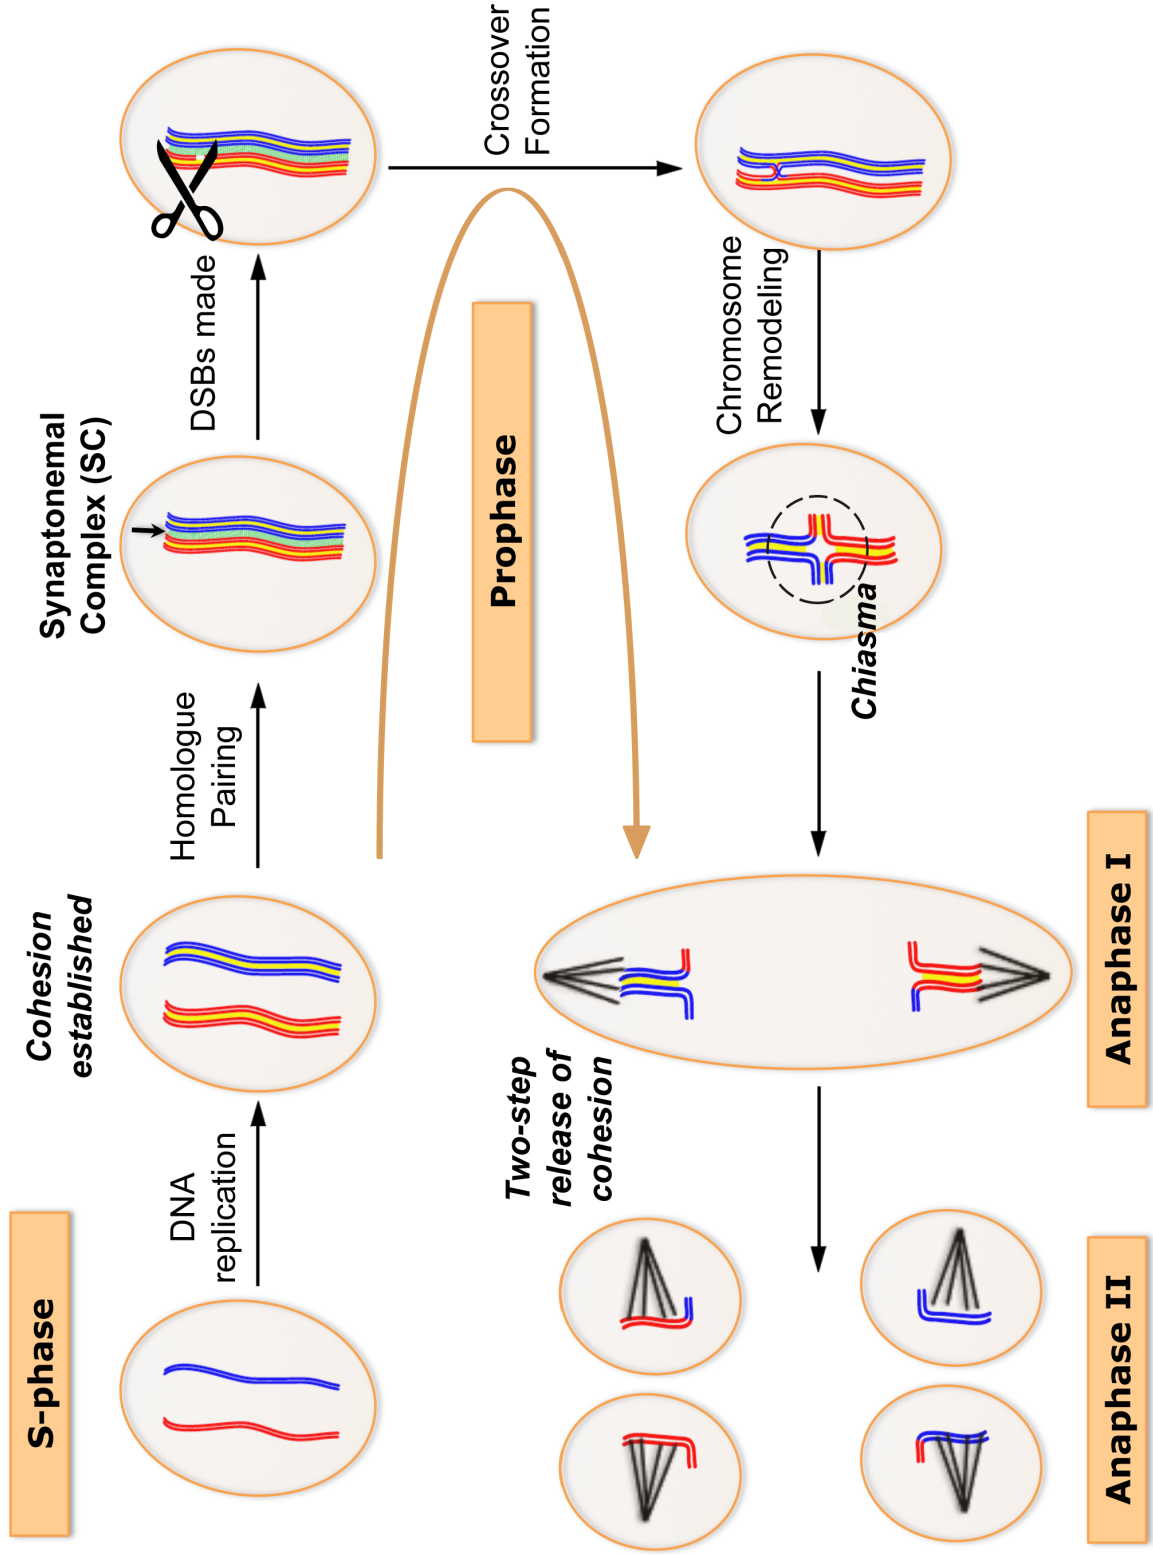 S-phase
DNA
replication
Cohesion
established
Homologue
Pairing
Synaptonemal
Complex (SC)
DSBs made
Crossover
Formation
Prophase
Chromosome
Remodeling
Chiasma
Anaphase I
Two-step
release of
cohesion
Anaphase II